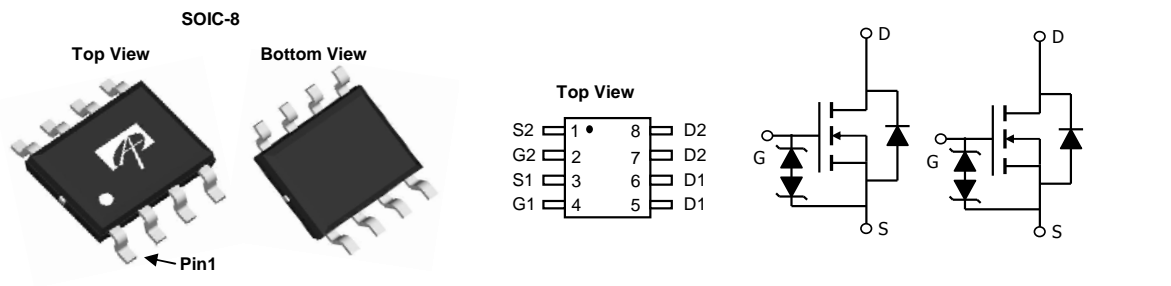 SOIC-8
Top View
Bottom View
Pin1
Top View
S2 1 8 D2
G2 2 7 D2
S1 3 6 D1
G1 4 5 D1
D
G
S
D
G
S